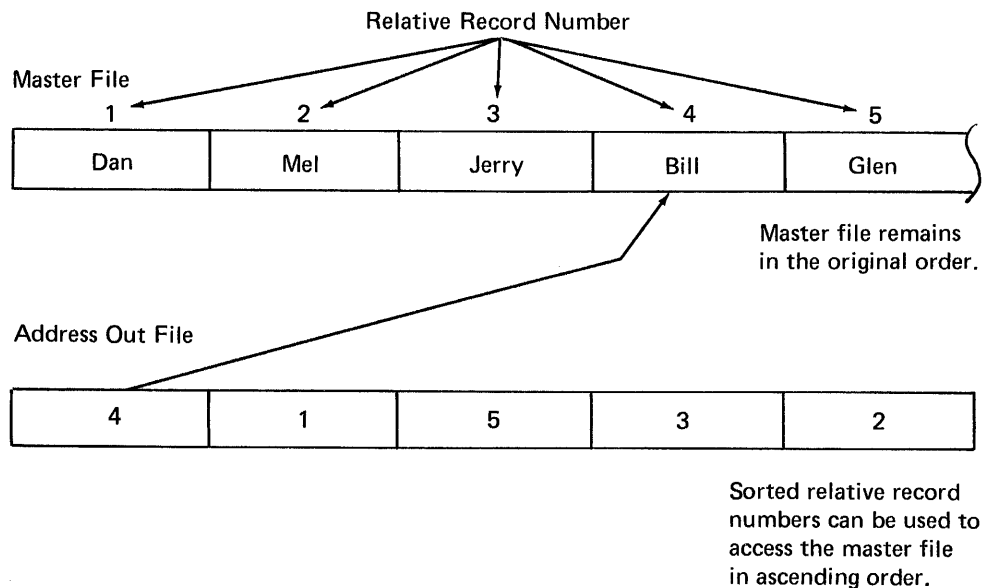 Relative Record Number
Master File
1 2 3 4 5
Dan Mel Jerry Bill Glen
Master file remains
in the original order.
Address Out File
4 1 5 3 2
Sorted relative record
numbers can be used to
access the master file
in ascending order.